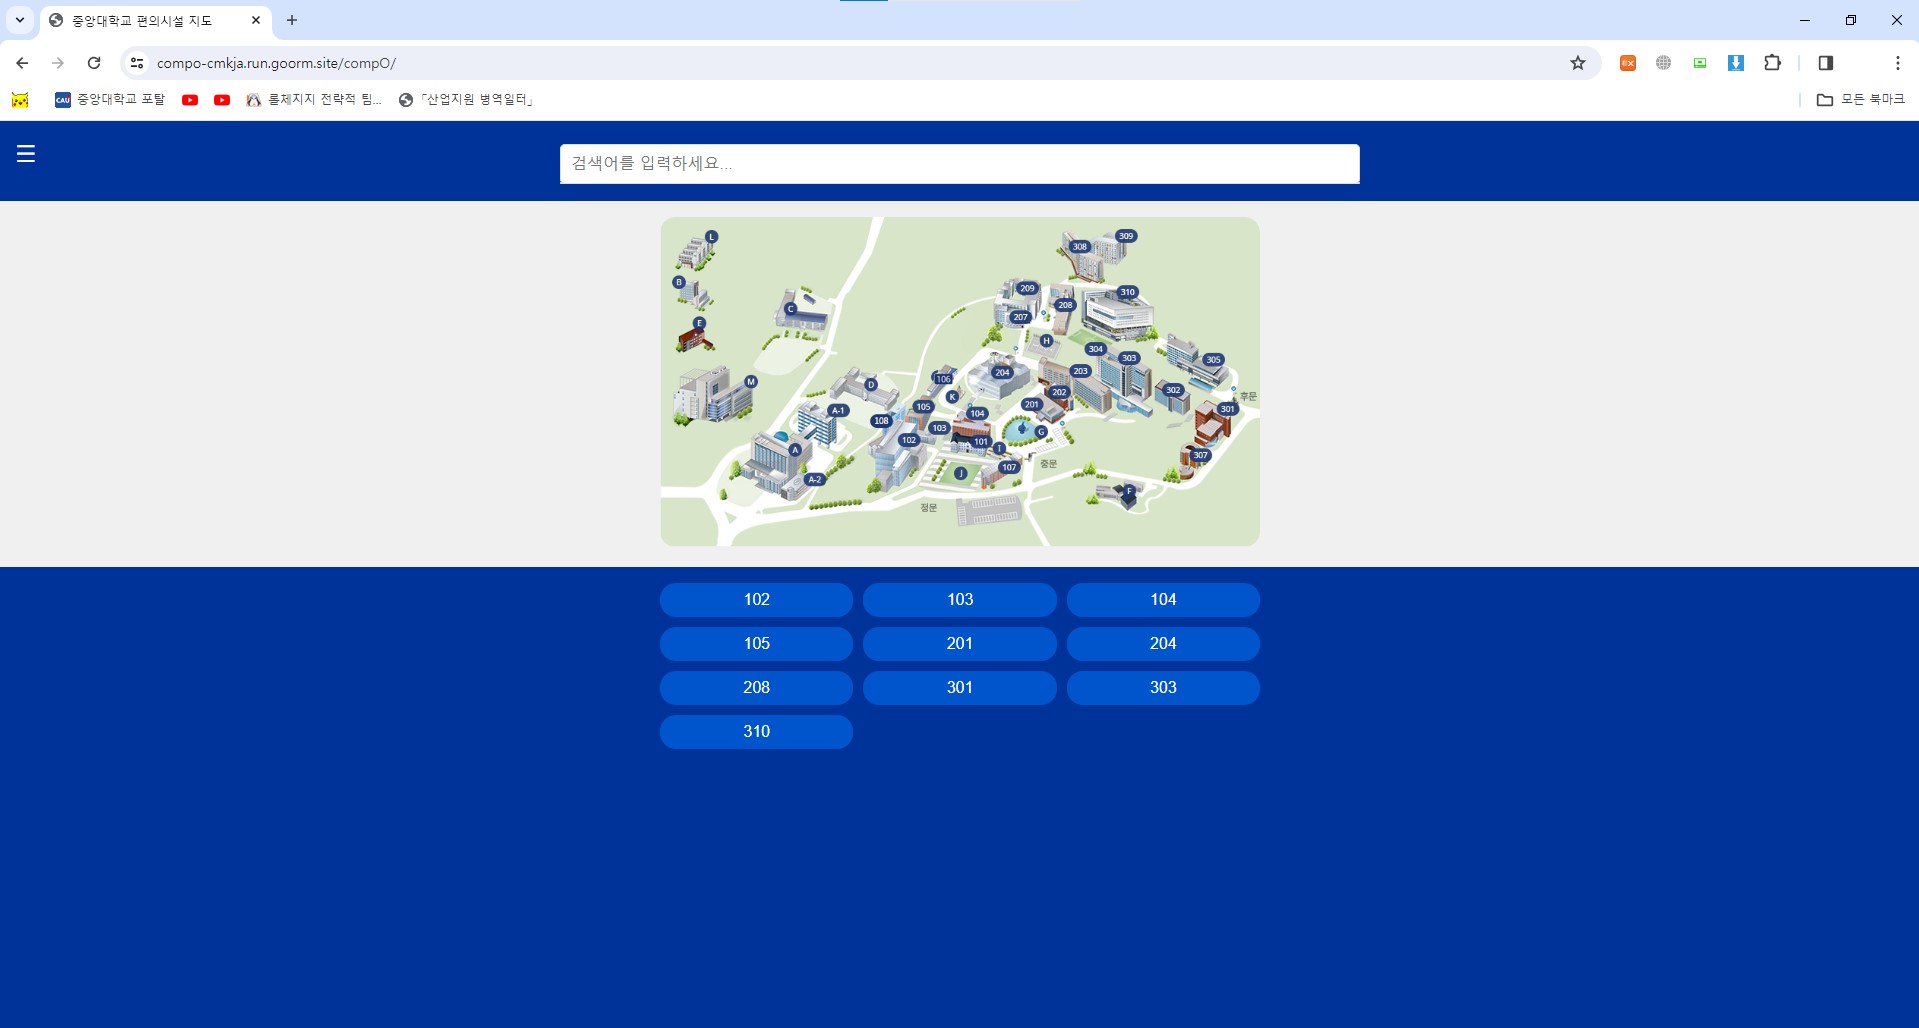 중앙대학교 편의시설 지도
compo-cmkja.run.goorm.site/compO/
CAU 중앙대학교 포탈
롤체지지 전략적 팀...
「산업지원 병역일터」
모든 북마크
검색어를 입력하세요...
L
309
308
B
209
310
C
208
207
E
H
304
303
305
M
D
106
204
203
302
후문
K
202
A-1
105
201
301
108
104
103
G
102
101
I
A
307
중문
107
J
A-2
F
정문
102 103 104
105 201 204
208 301 303
310